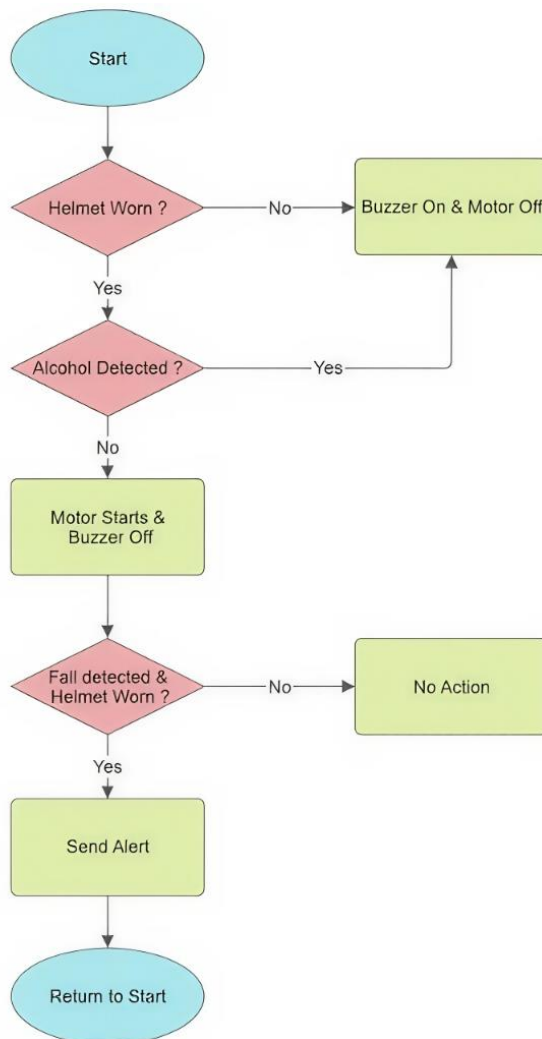 Start
Helmet Worn ?
No
Buzzer On & Motor Off
Yes
Alcohol Detected ?
Yes
No
Motor Starts &
Buzzer Off
Fall detected &
Helmet Worn ?
No
No Action
Yes
Send Alert
Return to Start